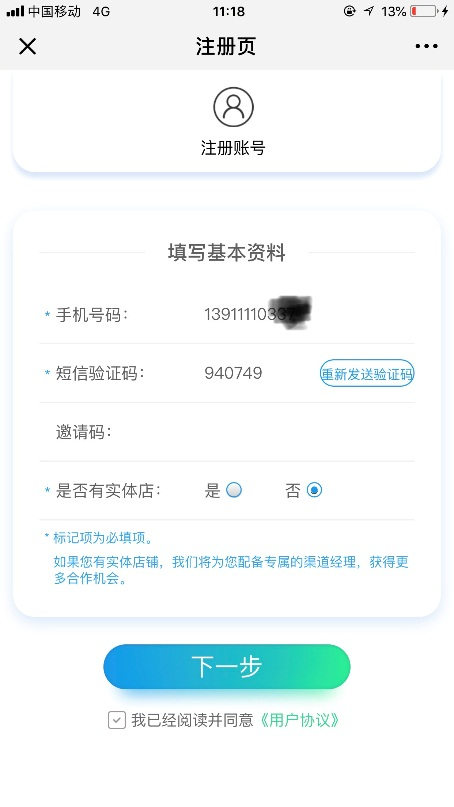 中国移动 4G 11:18 13%
注册页
注册账号
填写基本资料
* 手机号码：
* 短信验证码： 940749 重新发送验证码
邀请码：
* 是否有实体店： 是 否
* 标记项为必填项。
如果您有实体店铺，我们将为您配备专属的渠道经理，获得更
多合作机会。
下一步
我已经阅读并同意《用户协议》